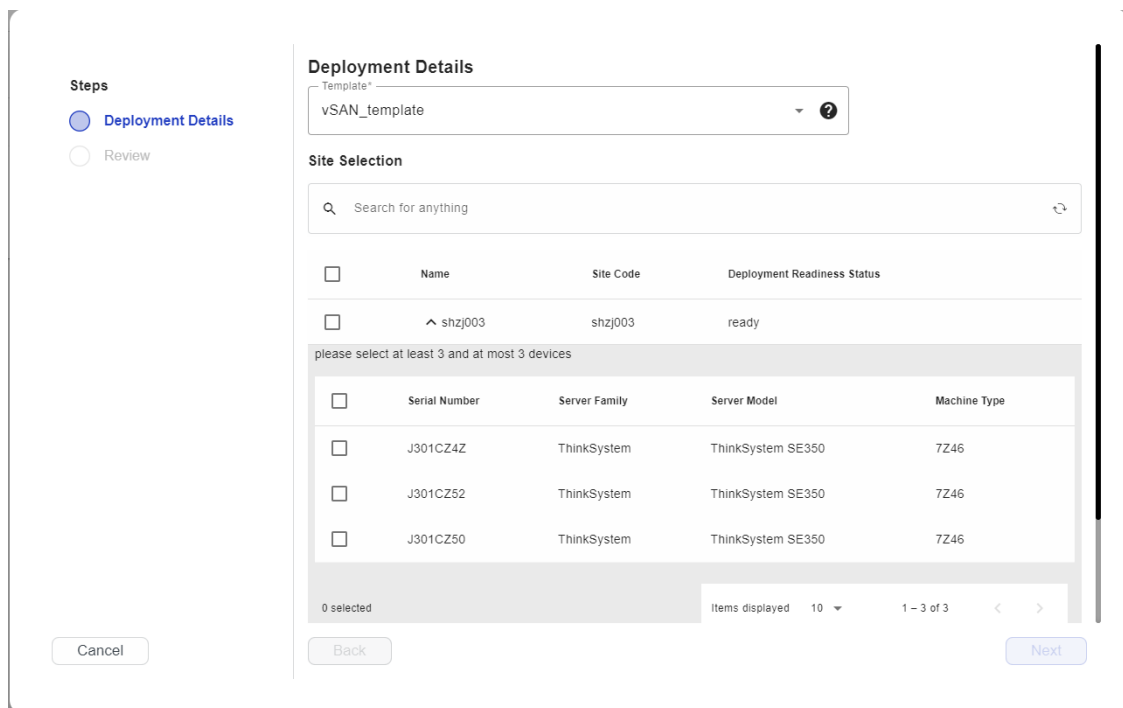 Steps
Deployment Details
Review
Deployment Details
Template*
vSAN_template
Site Selection
Search for anything
Name Site Code Deployment Readiness Status
shzj003 shzj003 ready
please select at least 3 and at most 3 devices
Serial Number Server Family Server Model Machine Type
J301CZ4Z ThinkSystem ThinkSystem SE350 7Z46
J301CZ52 ThinkSystem ThinkSystem SE350 7Z46
J301CZ50 ThinkSystem ThinkSystem SE350 7Z46
0 selected Items displayed 10 1 – 3 of 3
Cancel Back Next